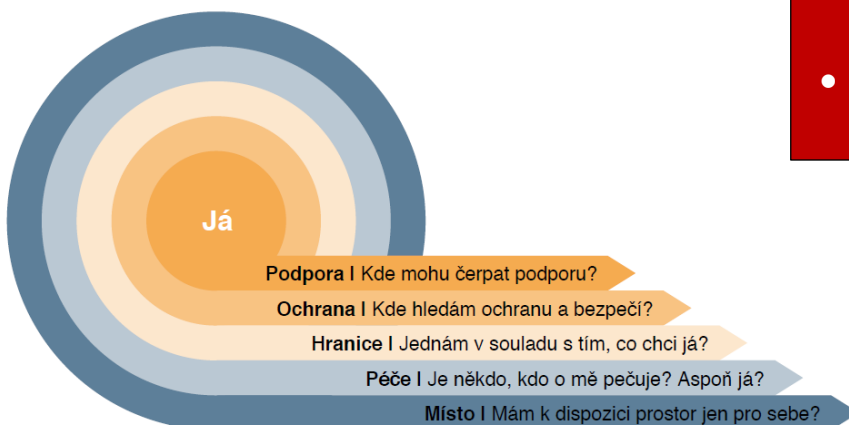 Já
Podpora I Kde mohu čerpat podporu?
Ochrana I Kde hledám ochranu a bezpečí?
Hranice I Jednám v souladu s tím, co chci já?
Péče I Je někdo, kdo o mě pečuje? Aspoň já?
Místo I Mám k dispozici prostor jen pro sebe?